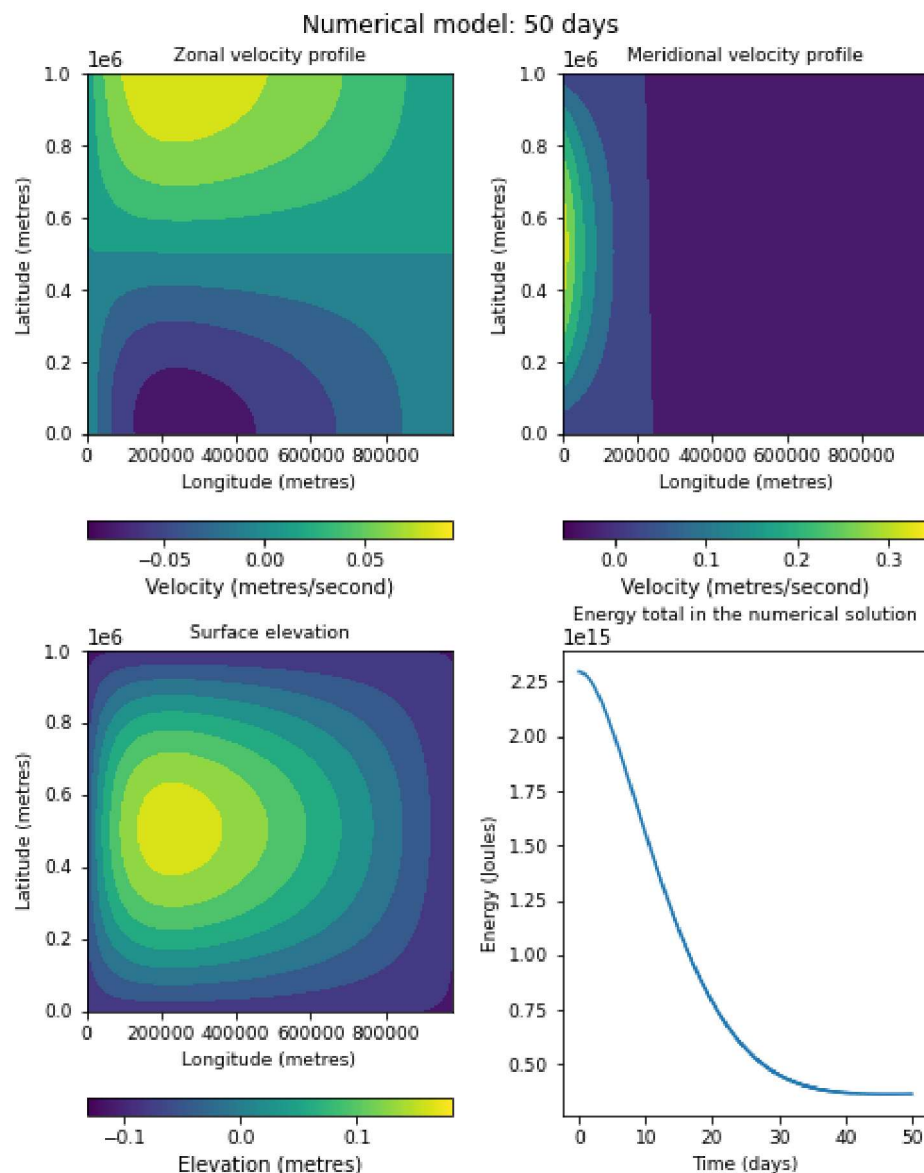 Numerical model: 50 days
Zonal velocity profile
1e6
1.0
0.8
0.6
0.4
0.2
0.0
Latitude (metres)
0 200000 400000 600000 800000
Longitude (metres)
−0.05 0.00 0.05
Velocity (metres/second)
Meridional velocity profile
1e6
1.0
0.8
0.6
0.4
0.2
0.0
Latitude (metres)
0 200000 400000 600000 800000
Longitude (metres)
0.0 0.1 0.2 0.3
Velocity (metres/second)
Surface elevation
1e6
1.0
0.8
0.6
0.4
0.2
0.0
Latitude (metres)
0 200000 400000 600000 800000
Longitude (metres)
−0.1 0.0 0.1
Elevation (metres)
Energy total in the numerical solution
1e15
2.25
2.00
1.75
1.50
1.25
1.00
0.75
0.50
Energy (Joules)
0 10 20 30 40 50
Time (days)